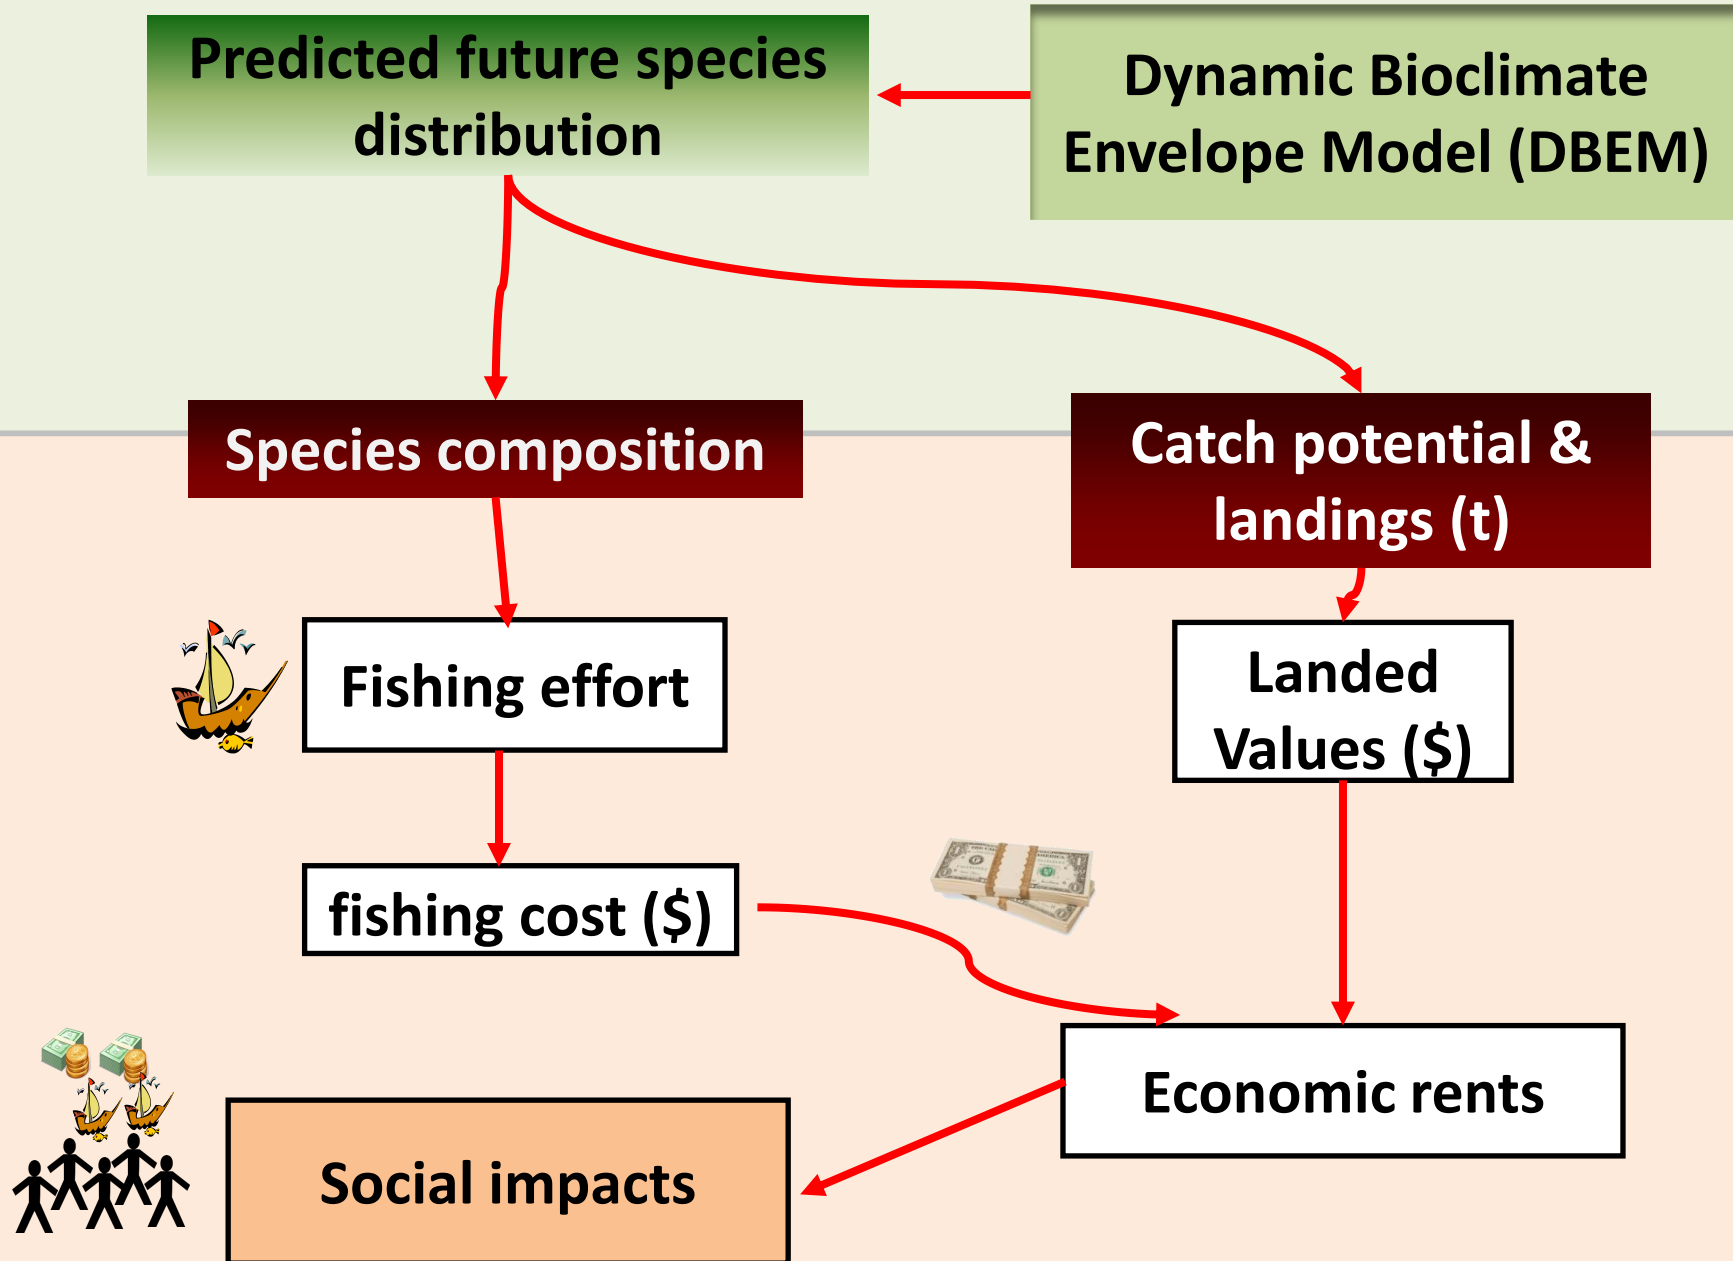 Predicted future species
distribution
Dynamic Bioclimate
Envelope Model (DBEM)
Species composition
Catch potential &
landings (t)
Fishing effort
Landed
Values ($)
fishing cost ($)
Economic rents
Social impacts